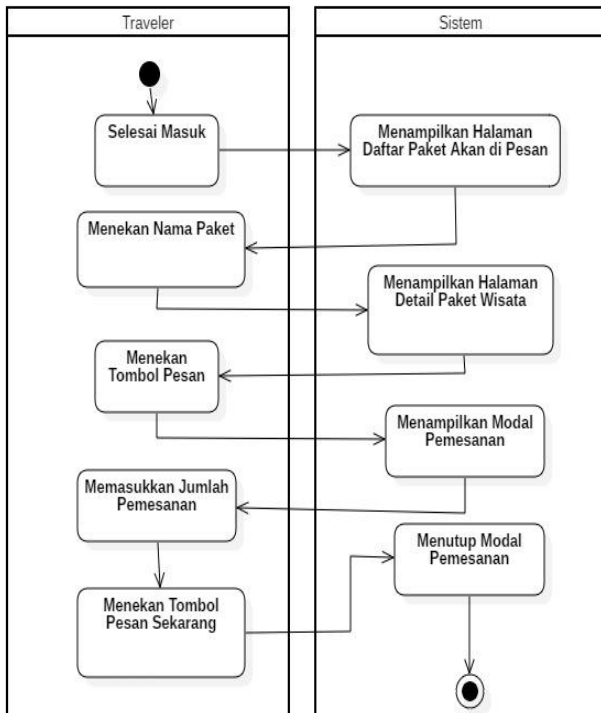 Traveler
Sistem
Selesai Masuk
Menampilkan Halaman
Daftar Paket Akan di Pesan
Menekan Nama Paket
Menampilkan Halaman
Detail Paket Wisata
Menekan
Tombol Pesan
Menampilkan Modal
Pemesanan
Memasukkan Jumlah
Pemesanan
Menekan Tombol
Pesan Sekarang
Menutup Modal
Pemesanan